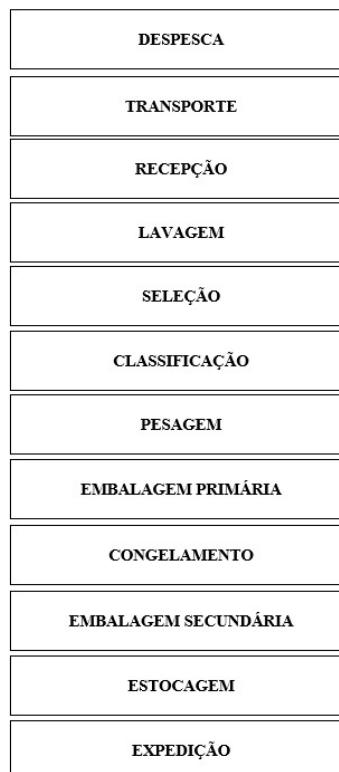 DESPESCA
TRANSPORTE
RECEPÇÃO
LAVAGEM
SELEÇÃO
CLASSIFICAÇÃO
PESAGEM
EMBALAGEM PRIMÁRIA
CONGELAMENTO
EMBALAGEM SECUNDÁRIA
ESTOCAGEM
EXPEDIÇÃO